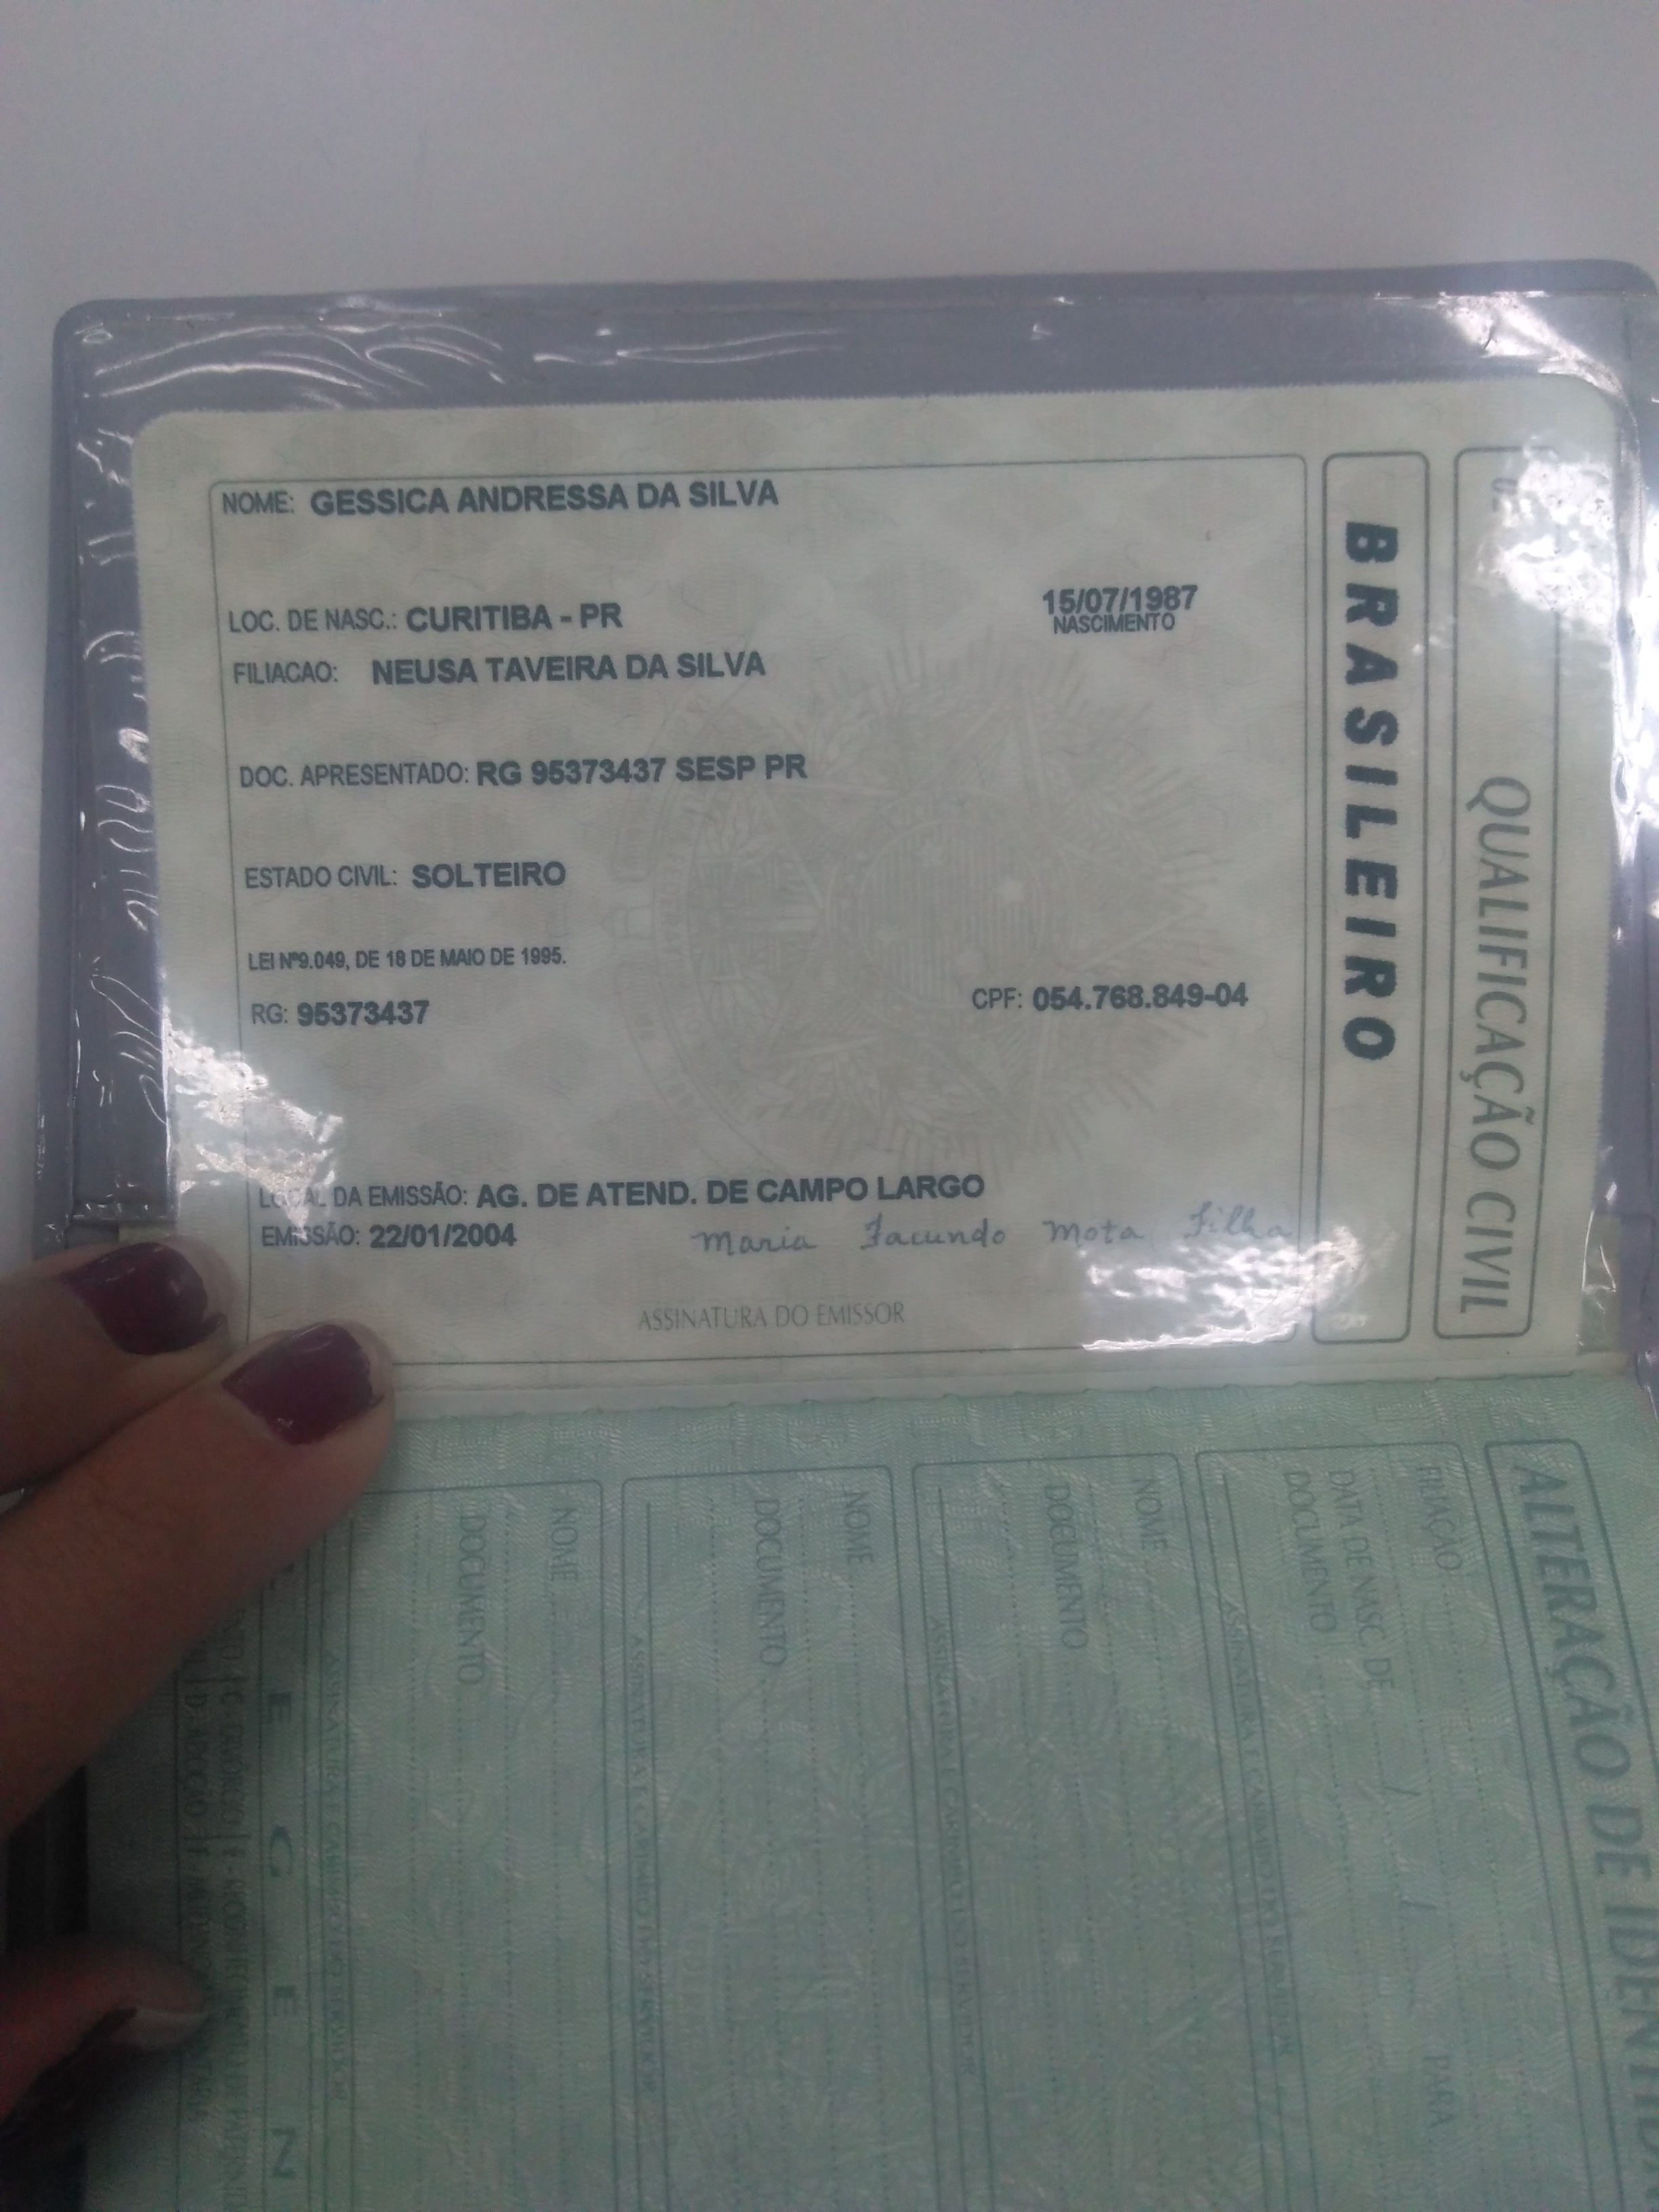 NOME: GESSICA ANDRESSA DA SILVA
LOC. DE NASC.: CURITIBA - PR
15/07/1987
NASCIMENTO
FILIACAO: NEUSA TAVEIRA DA SILVA
DOC. APRESENTADO: RG 95373437 SESP PR
ESTADO CIVIL: SOLTEIRO
LEI Nº9.049, DE 18 DE MAIO DE 1995.
RG: 95373437
CPF: 054.768.849-04
LOCAL DA EMISSÃO: AG. DE ATEND. DE CAMPO LARGO
EMISSÃO: 22/01/2004
Maria Facundo Mota Filha
ASSINATURA DO EMISSOR
BRASILEIRO
QUALIFICAÇÃO CIVIL
ALTERAÇÃO DE
FILIAÇÃO
DATA DE NASC. DE / / PARA
DOCUMENTO
NOME
DOCUMENTO
NOME
DOCUMENTO
NOME
DOCUMENTO